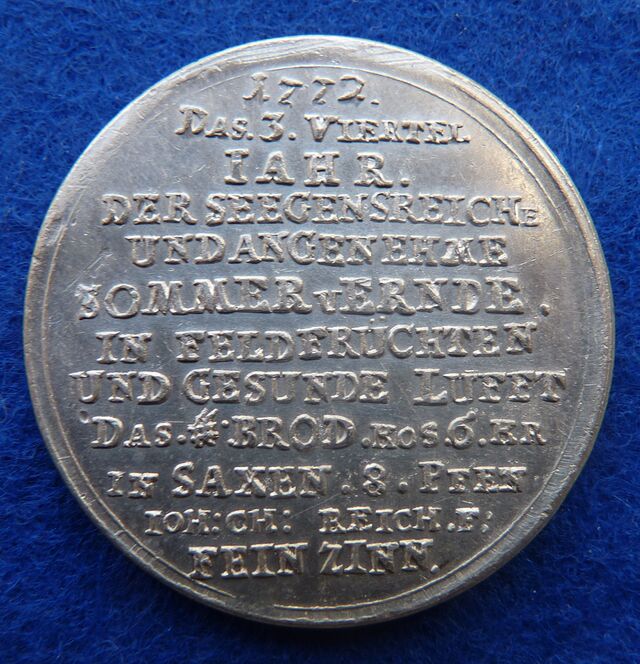 1772.
DAS. 3. VIERTEL
IAHR.
DER SEEGENSREICHE
UND ANGENEHME
SOMMER v ERNDE.
IN FELDFRÜCHTEN
UND GESUNDE LUFFT
DAS. ℔: BROD. KOS 6. KR
IN SAXEN. 8. PFEN
IOH: CH: REICH. F:
FEIN ZINN.